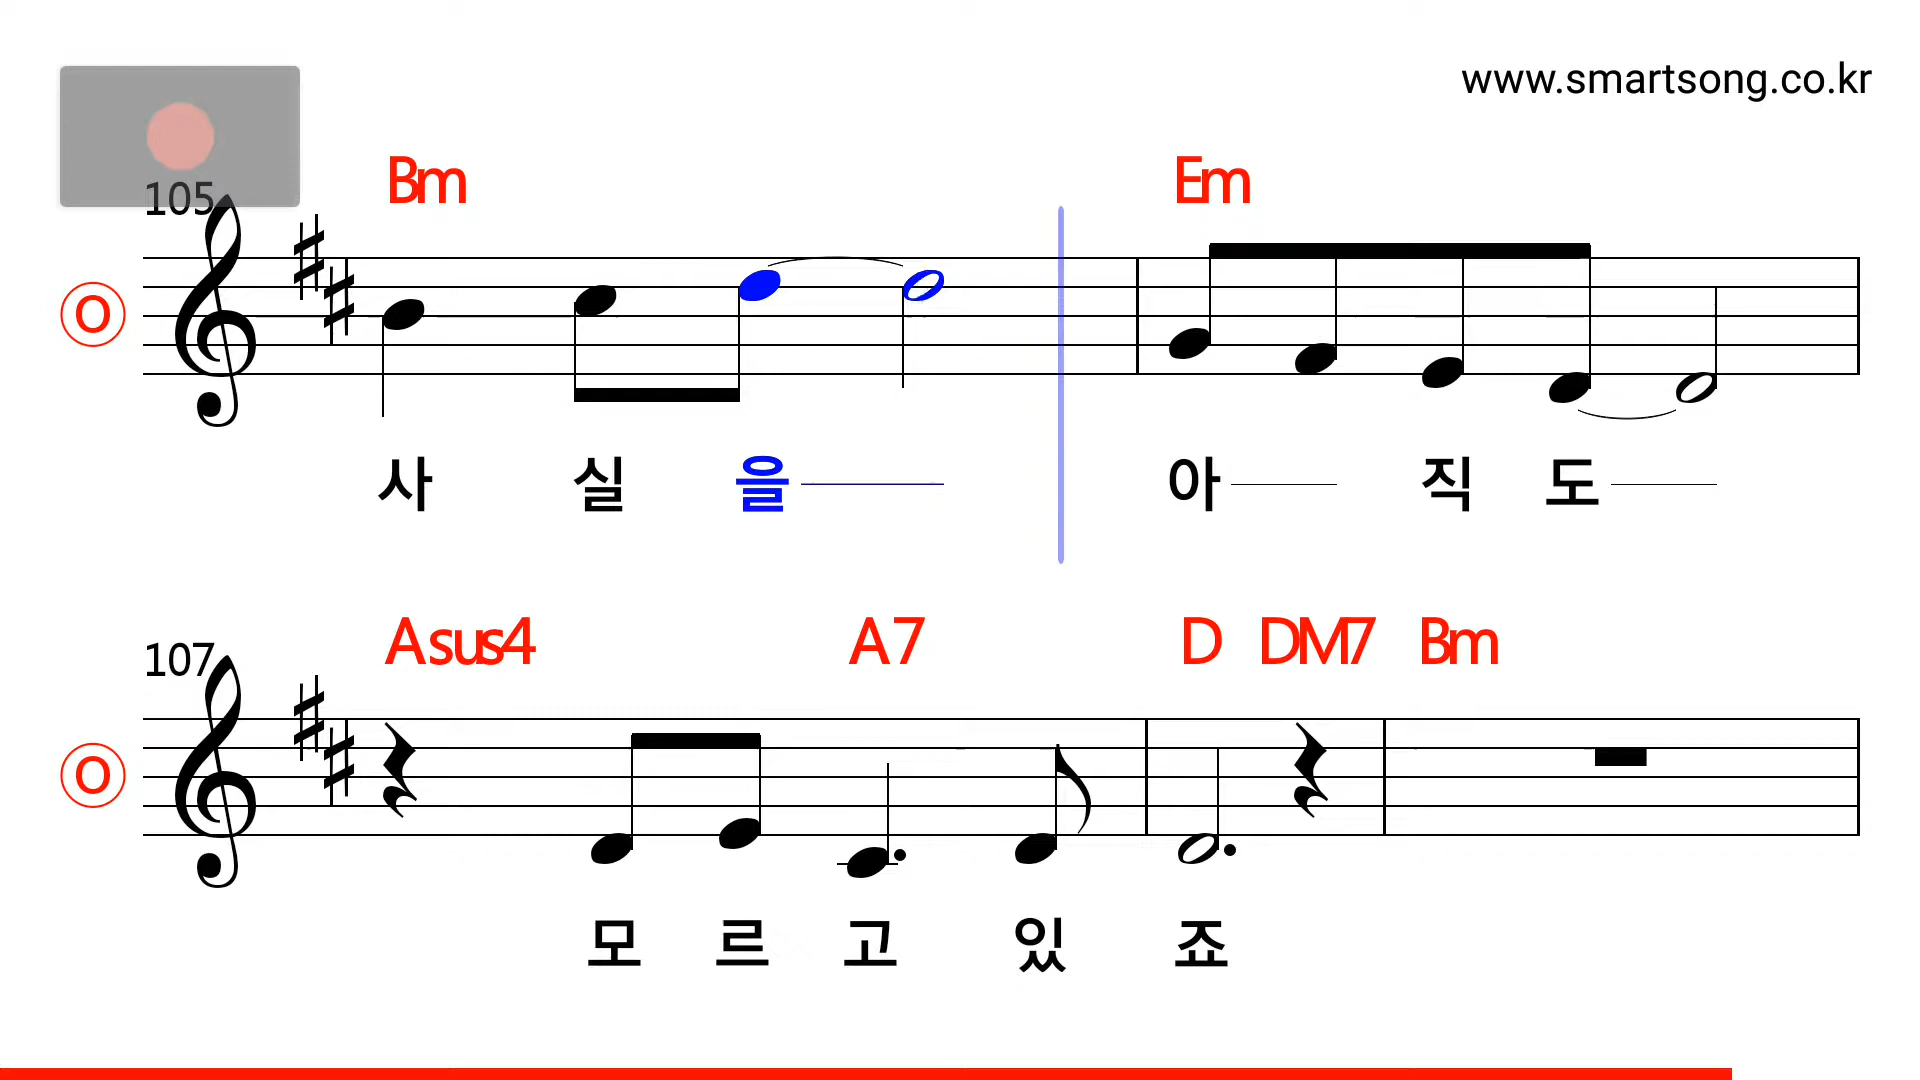 www.smartsong.co.kr
105 Bm Em
O
사 실 을 아 직 도
107 Asus4 A7 D DM7 Bm
O
모 르 고 있 죠